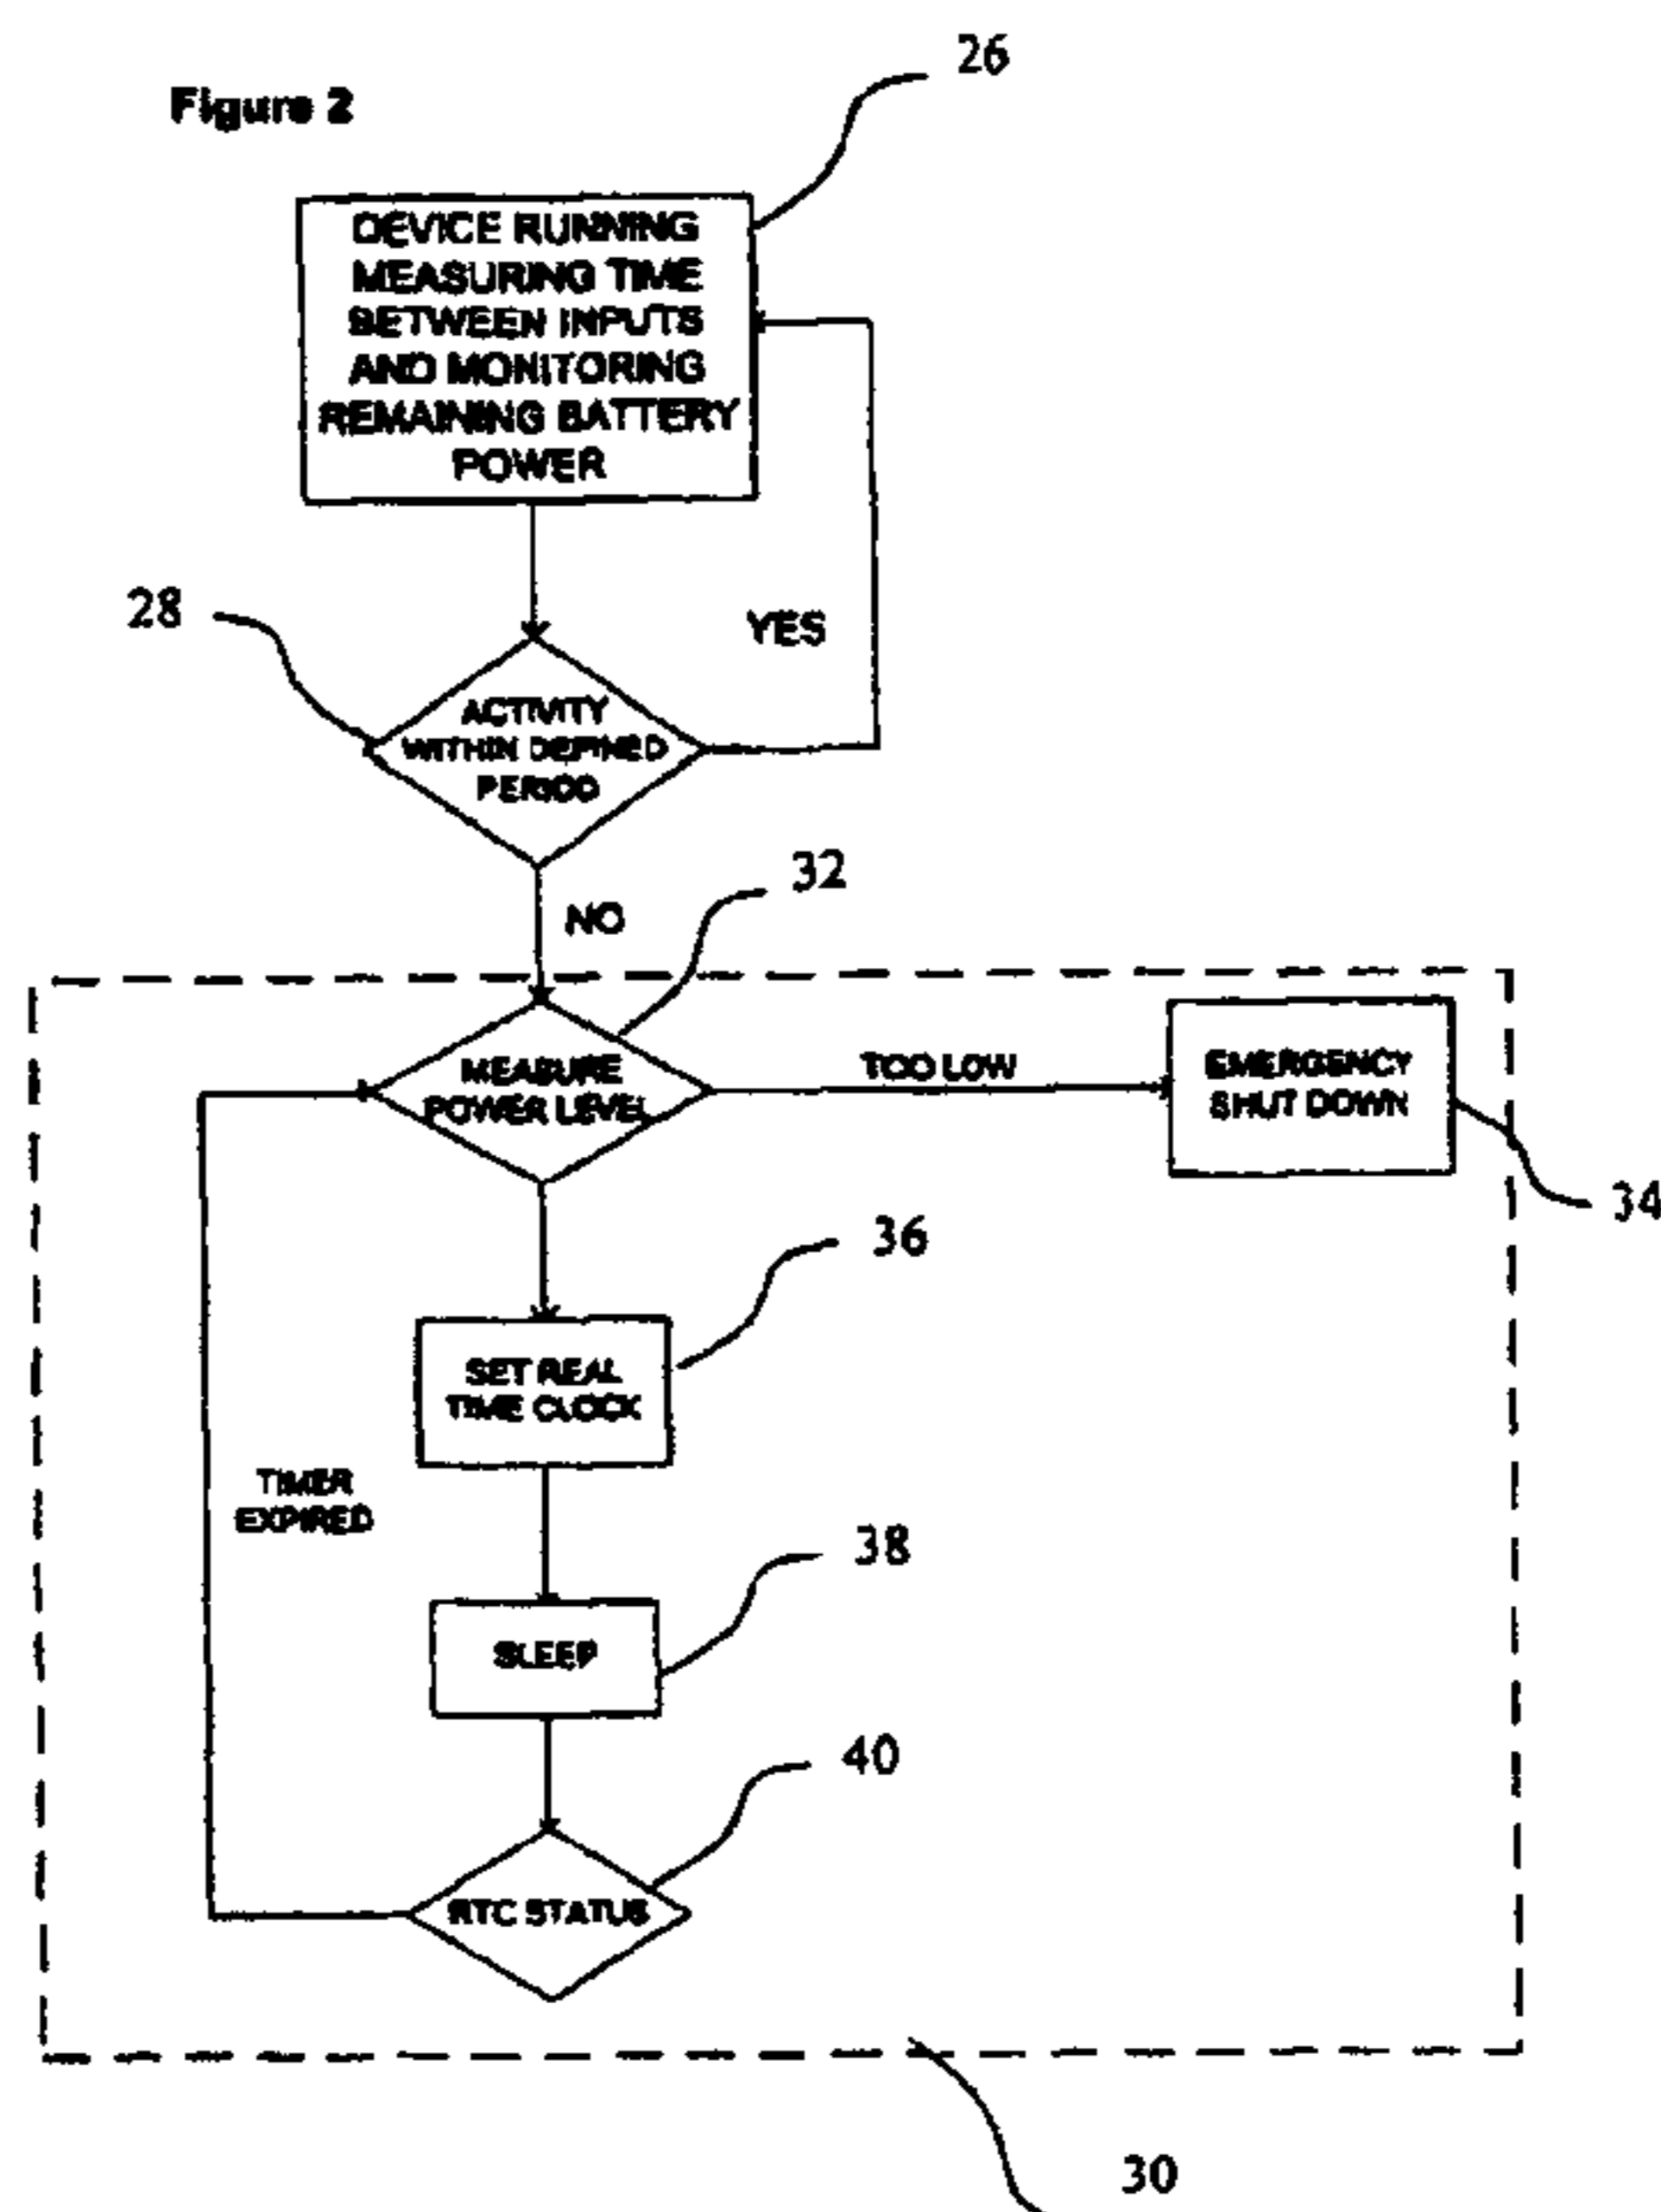 26
Figure 2
DEVICE RUNNING
MEASURING TIME
BETWEEN INPUTS
AND MONITORING
REMAINING BATTERY
POWER
28
YES
ACTIVITY
WITHIN DEFINED
PERIOD
32
NO
MEASURE
POWER LEVEL
TOO LOW
EMERGENCY
SHUT DOWN
34
36
SET REAL
TIME CLOCK
TIMER
EXPIRED
38
SLEEP
40
RTC STATUS
30